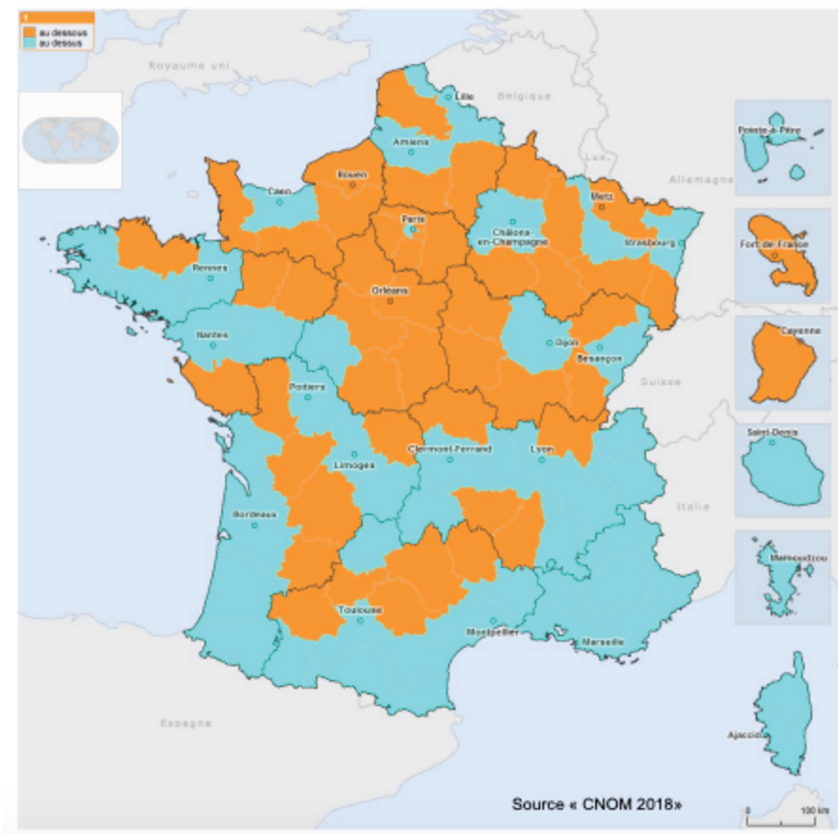 1
au dessous
au dessus
Royaume uni
Belgique
Lille
Amiens
Lux.
Allemagne
Rouen
Caen
Metz
Paris
Châlons-
en-Champagne
Strasbourg
Rennes
Orléans
Nantes
Dijon
Besançon
Suisse
Poitiers
Clermont-Ferrand
Lyon
Limoges
Italie
Bordeaux
Toulouse
Montpellier
Marseille
Espagne
Pointe-à-Pitre
Fort-de-France
Cayenne
Saint-Denis
Mamoudzou
Ajaccio
Source « CNOM 2018»
0 100 km